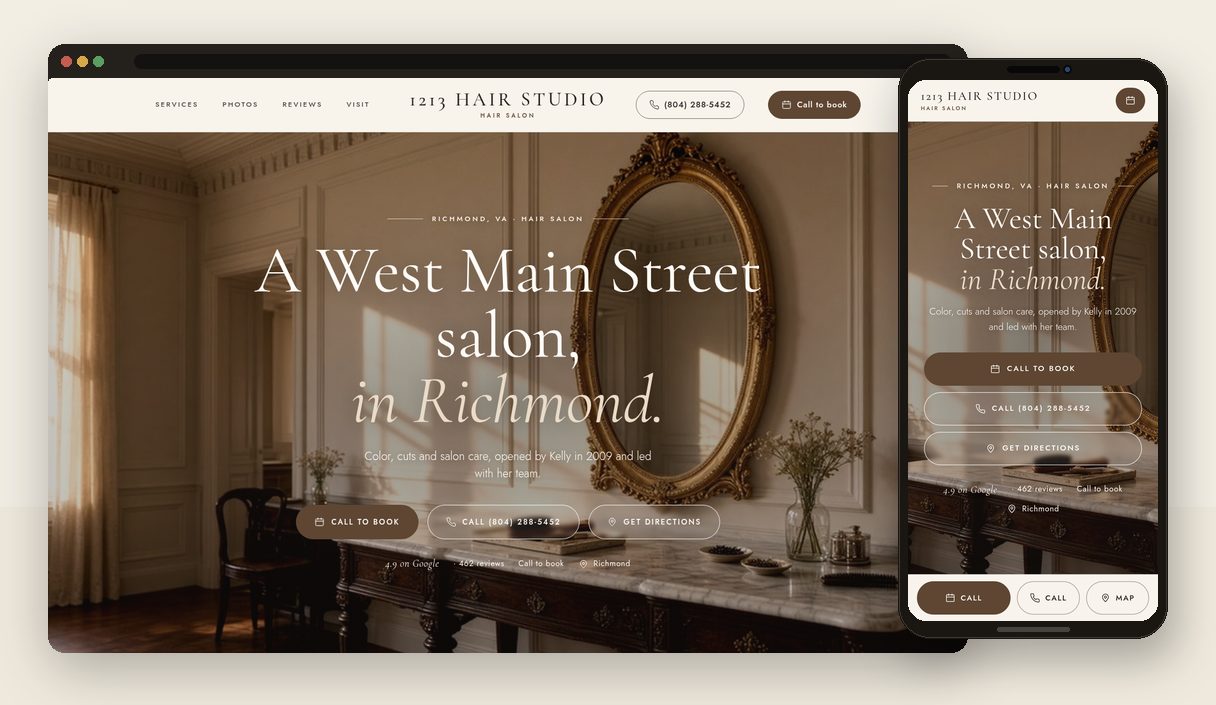 SERVICES
PHOTOS
REVIEWS
VISIT
1213 HAIR STUDIO
HAIR SALON
(804) 288-5452
Call to book
RICHMOND, VA · HAIR SALON
A West Main Street
salon,
in Richmond.
Color, cuts and salon care, opened by Kelly in 2009 and led
with her team.
CALL TO BOOK
CALL (804) 288-5452
GET DIRECTIONS
4.9 on Google · 462 reviews Call to book Richmond
1213 HAIR STUDIO
HAIR SALON
RICHMOND, VA · HAIR SALON
A West Main
Street salon,
in Richmond.
Color, cuts and salon care, opened by Kelly in 2009
and led with her team.
CALL TO BOOK
CALL (804) 288-5452
GET DIRECTIONS
4.9 on Google · 462 reviews Call to book
Richmond
CALL
CALL
MAP